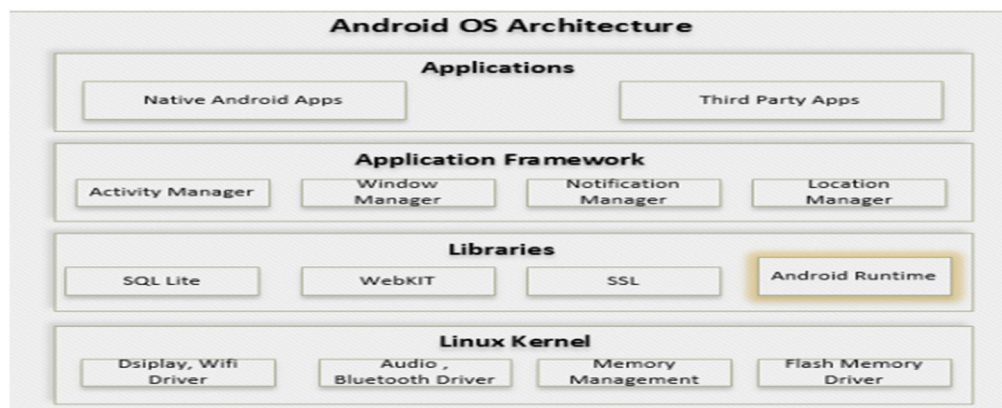 Android OS Architecture
Applications
Native Android Apps
Third Party Apps
Application Framework
Activity Manager
Window
Manager
Notification
Manager
Location
Manager
Libraries
SQL Lite
WebKIT
SSL
Android Runtime
Linux Kernel
Dsiplay, Wifi
Driver
Audio ,
Bluetooth Driver
Memory
Management
Flash Memory
Driver